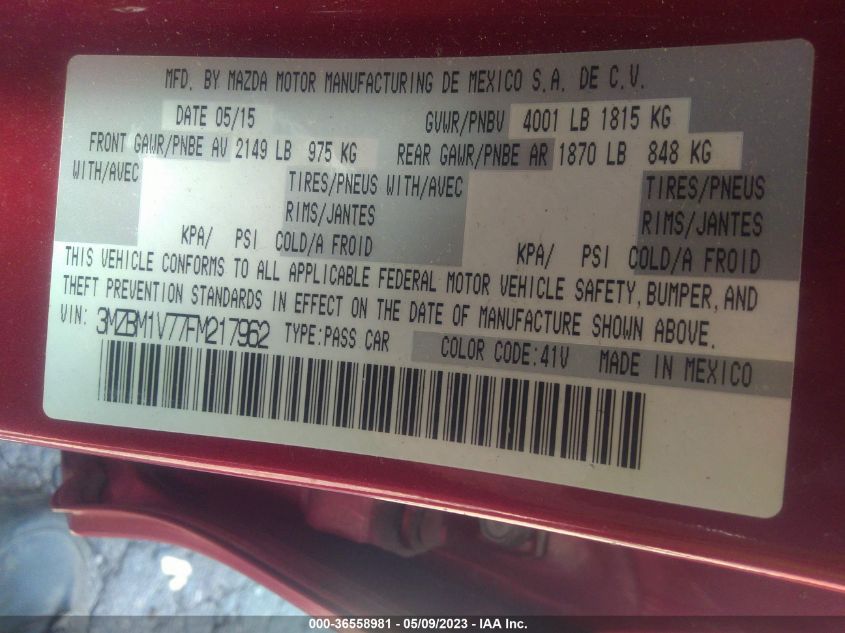 MFD. BY MAZDA MOTOR MANUFACTURING DE MEXICO S.A. DE C.V.
DATE 05/15 GVWR/PNBV 4001 LB 1815 KG
FRONT GAWR/PNBE AV 2149 LB 975 KG REAR GAWR/PNBE AR 1870 LB 848 KG
WITH/AVEC TIRES/PNEUS WITH/AVEC TIRES/PNEUS
RIMS/JANTES RIMS/JANTES
KPA/ PSI COLD/A FROID KPA/ PSI COLD/A FROID
THIS VEHICLE CONFORMS TO ALL APPLICABLE FEDERAL MOTOR VEHICLE SAFETY, BUMPER, AND
THEFT PREVENTION STANDARDS IN EFFECT ON THE DATE OF MANUFACTURE SHOWN ABOVE.
VIN: 3MZBM1V77FM217962 TYPE:PASS CAR COLOR CODE:41V MADE IN MEXICO
000-36558981 - 05/09/2023 - IAA Inc.